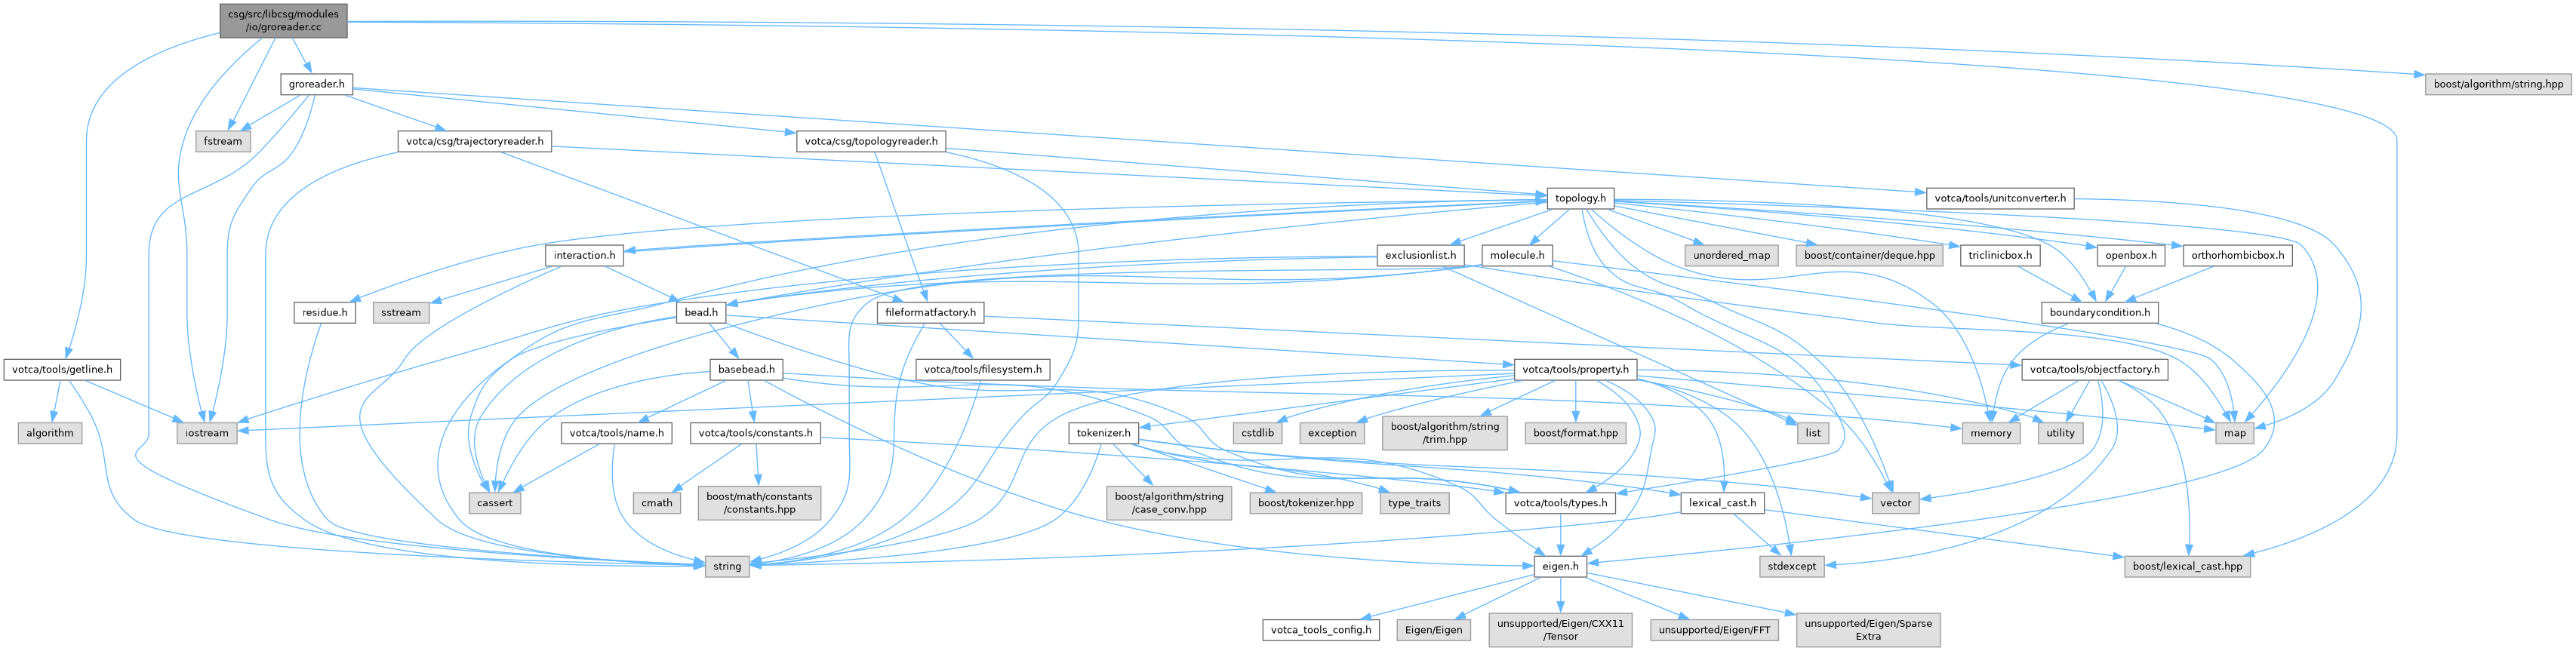 csg/src/libcsg/modules
/io/groreader.cc
groreader.h
boost/algorithm/string.hpp
fstream
votca/csg/trajectoryreader.h
votca/csg/topologyreader.h
topology.h
votca/tools/unitconverter.h
interaction.h
exclusionlist.h
molecule.h
unordered_map
boost/container/deque.hpp
triclinicbox.h
openbox.h
orthorhombicbox.h
residue.h
sstream
bead.h
fileformatfactory.h
boundarycondition.h
votca/tools/getline.h
basebead.h
votca/tools/filesystem.h
votca/tools/property.h
votca/tools/objectfactory.h
algorithm
iostream
votca/tools/name.h
votca/tools/constants.h
tokenizer.h
cstdlib
exception
boost/algorithm/string
/trim.hpp
boost/format.hpp
list
memory
utility
map
cassert
cmath
boost/math/constants
/constants.hpp
boost/algorithm/string
/case_conv.hpp
boost/tokenizer.hpp
type_traits
votca/tools/types.h
lexical_cast.h
vector
string
eigen.h
stdexcept
boost/lexical_cast.hpp
votca_tools_config.h
Eigen/Eigen
unsupported/Eigen/CXX11
/Tensor
unsupported/Eigen/FFT
unsupported/Eigen/Sparse
Extra